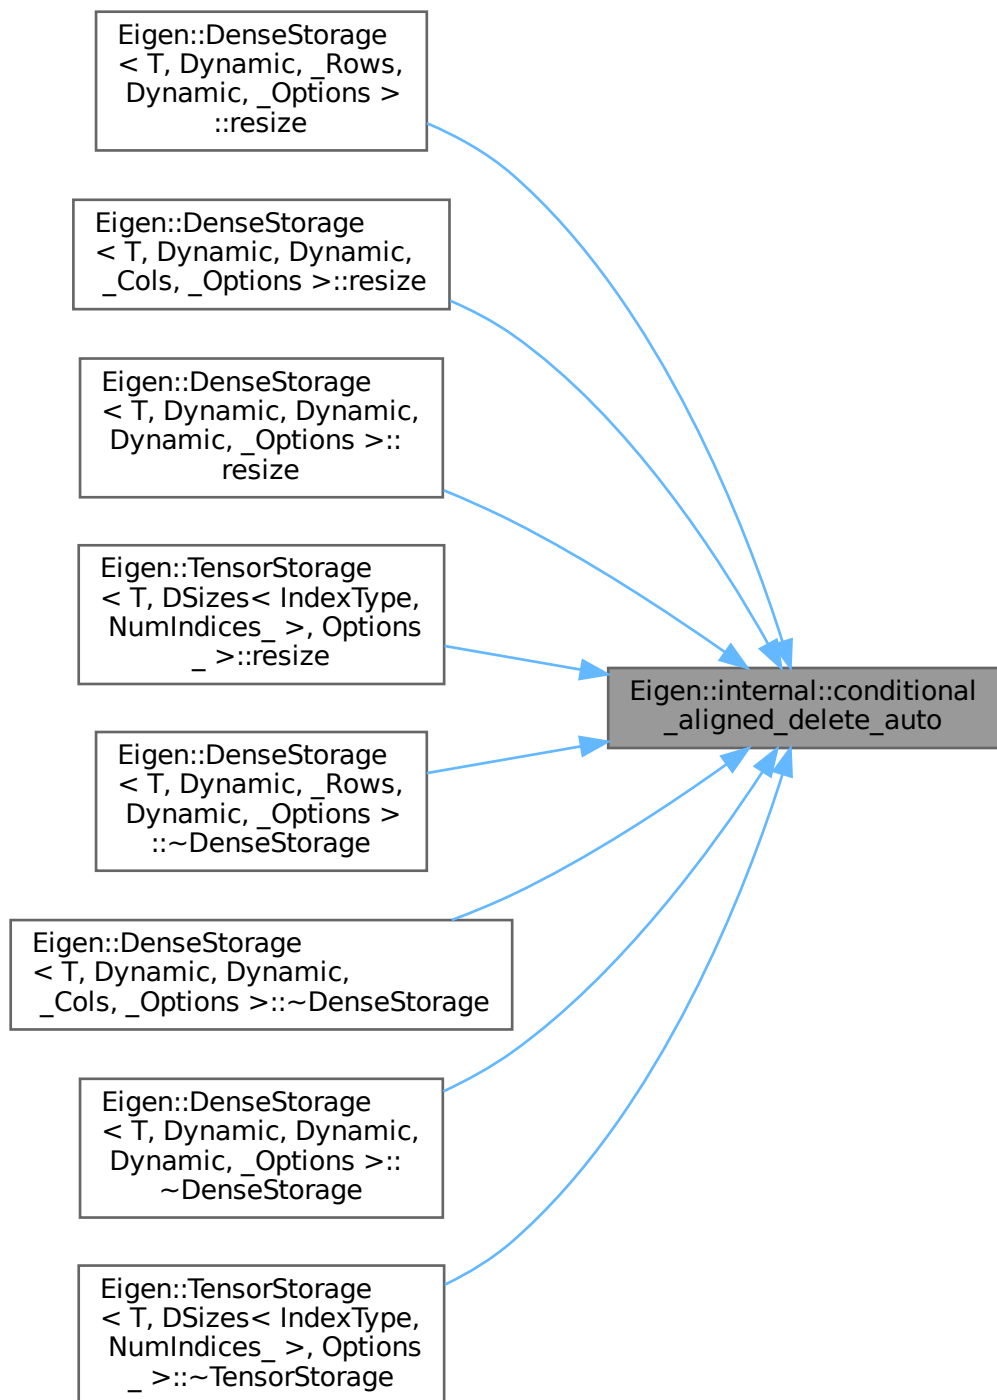 Eigen::DenseStorage
< T, Dynamic, _Rows,
Dynamic, _Options >
::resize
Eigen::DenseStorage
< T, Dynamic, Dynamic,
_Cols, _Options >::resize
Eigen::DenseStorage
< T, Dynamic, Dynamic,
Dynamic, _Options >::
resize
Eigen::TensorStorage
< T, DSizes< IndexType,
NumIndices_ >, Options
_ >::resize
Eigen::internal::conditional
_aligned_delete_auto
Eigen::DenseStorage
< T, Dynamic, _Rows,
Dynamic, _Options >
::~DenseStorage
Eigen::DenseStorage
< T, Dynamic, Dynamic,
_Cols, _Options >::~DenseStorage
Eigen::DenseStorage
< T, Dynamic, Dynamic,
Dynamic, _Options >::
~DenseStorage
Eigen::TensorStorage
< T, DSizes< IndexType,
NumIndices_ >, Options
_ >::~TensorStorage